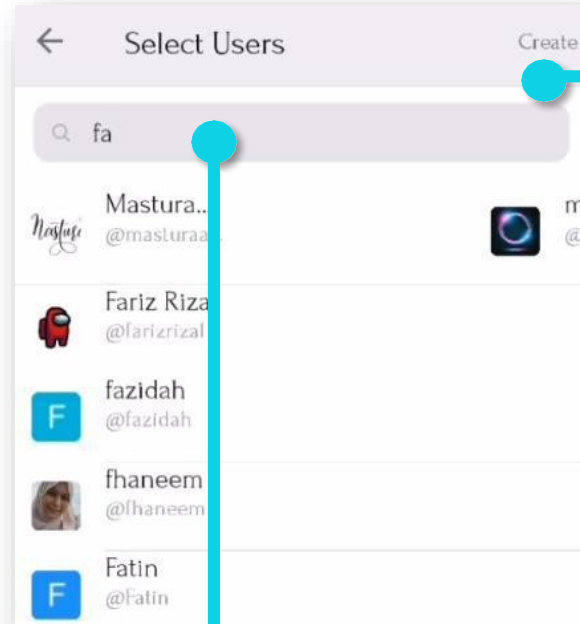 Select Users Create
fa
Mastura.. m
@masturaa.. @
Fariz Riza
@farizrizal
F fazidah
@fazidah
fhaneem
@fhaneem
F Fatin
@Fatin